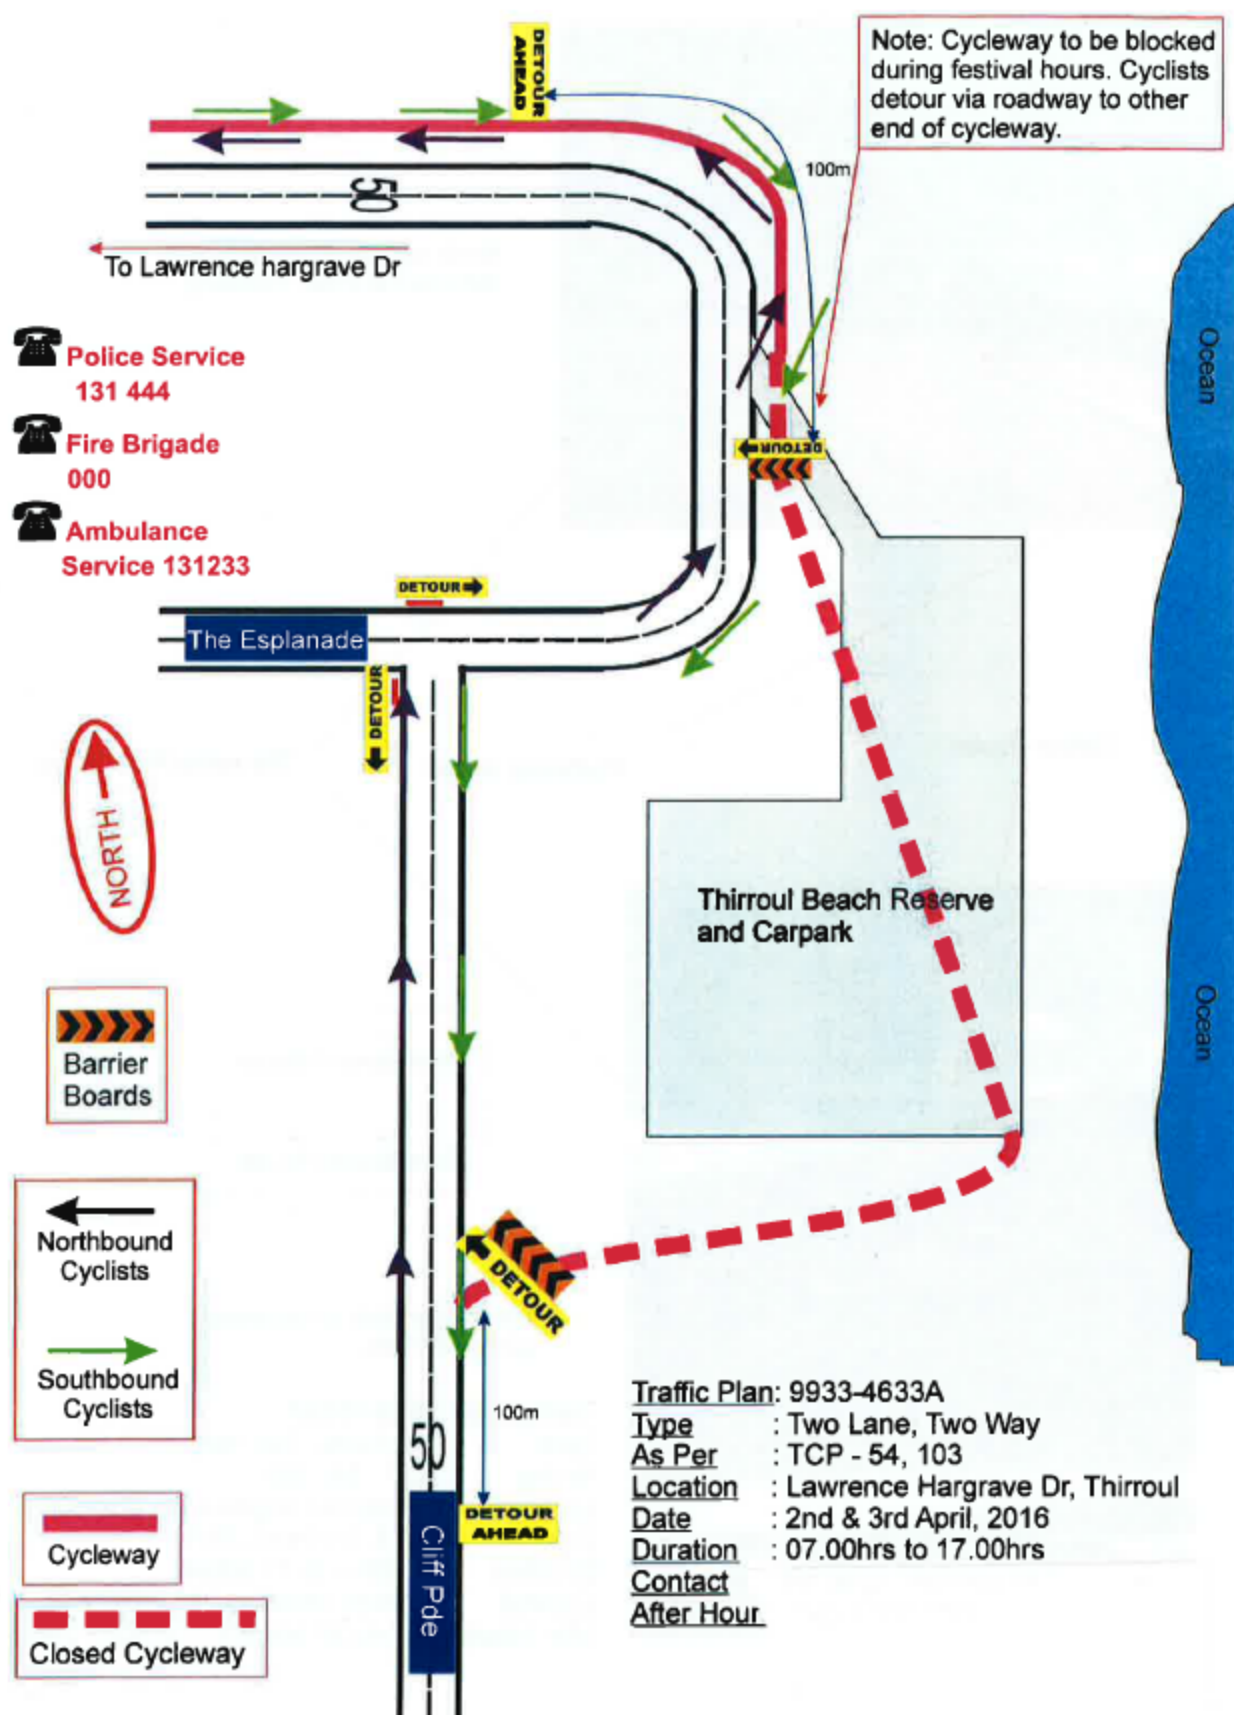 DETOUR
AHEAD
Note: Cycleway to be blocked
during festival hours. Cyclists
detour via roadway to other
end of cycleway.
100m
50
To Lawrence hargrave Dr
Police Service
131 444
Fire Brigade
000
Ambulance
Service 131233
Ocean
DETOUR
DETOUR
The Esplanade
DETOUR
NORTH
Thirroul Beach Reserve
and Carpark
Ocean
Barrier
Boards
Northbound
Cyclists
Southbound
Cyclists
DETOUR
100m
50
DETOUR
AHEAD
Cliff Pde
Cycleway
Closed Cycleway
Traffic Plan: 9933-4633A
Type : Two Lane, Two Way
As Per : TCP - 54, 103
Location : Lawrence Hargrave Dr, Thirroul
Date : 2nd & 3rd April, 2016
Duration : 07.00hrs to 17.00hrs
Contact
After Hour